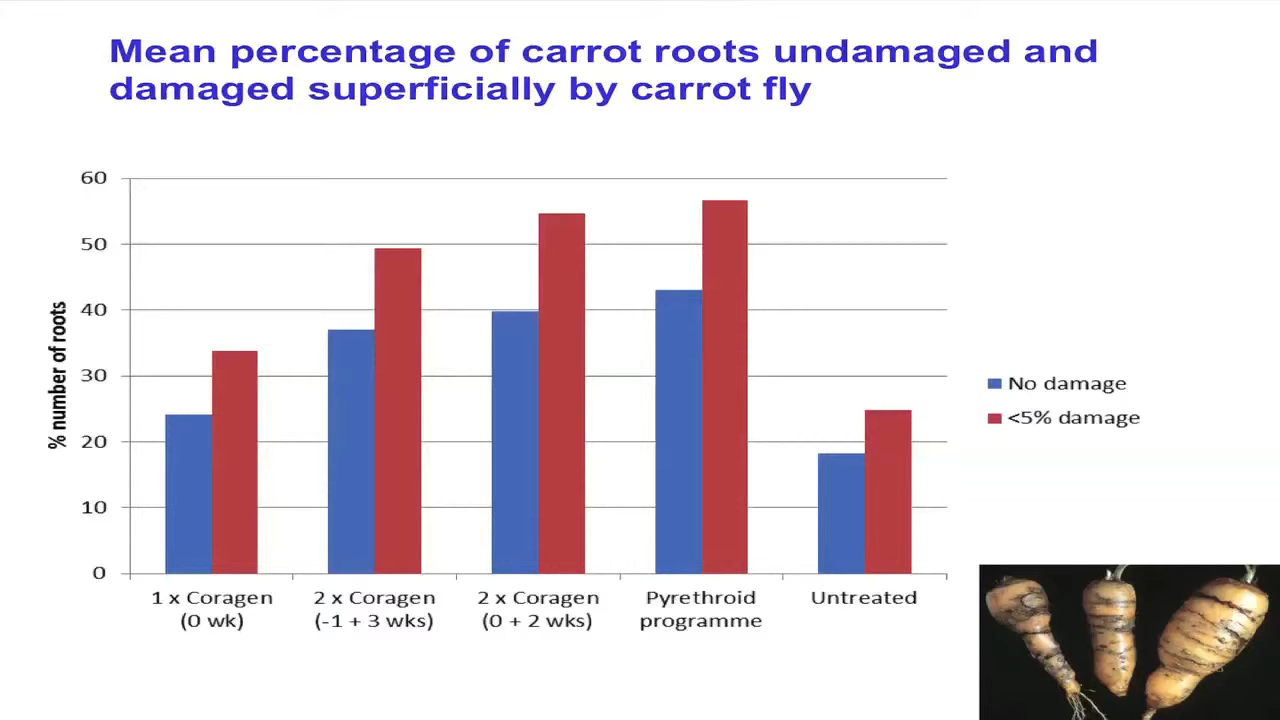 Mean percentage of carrot roots undamaged and
damaged superficially by carrot fly
60
50
40
30
20
10
0
% number of roots
No damage
<5% damage
1 x Coragen
(0 wk)
2 x Coragen
(-1 + 3 wks)
2 x Coragen
(0 + 2 wks)
Pyrethroid
programme
Untreated